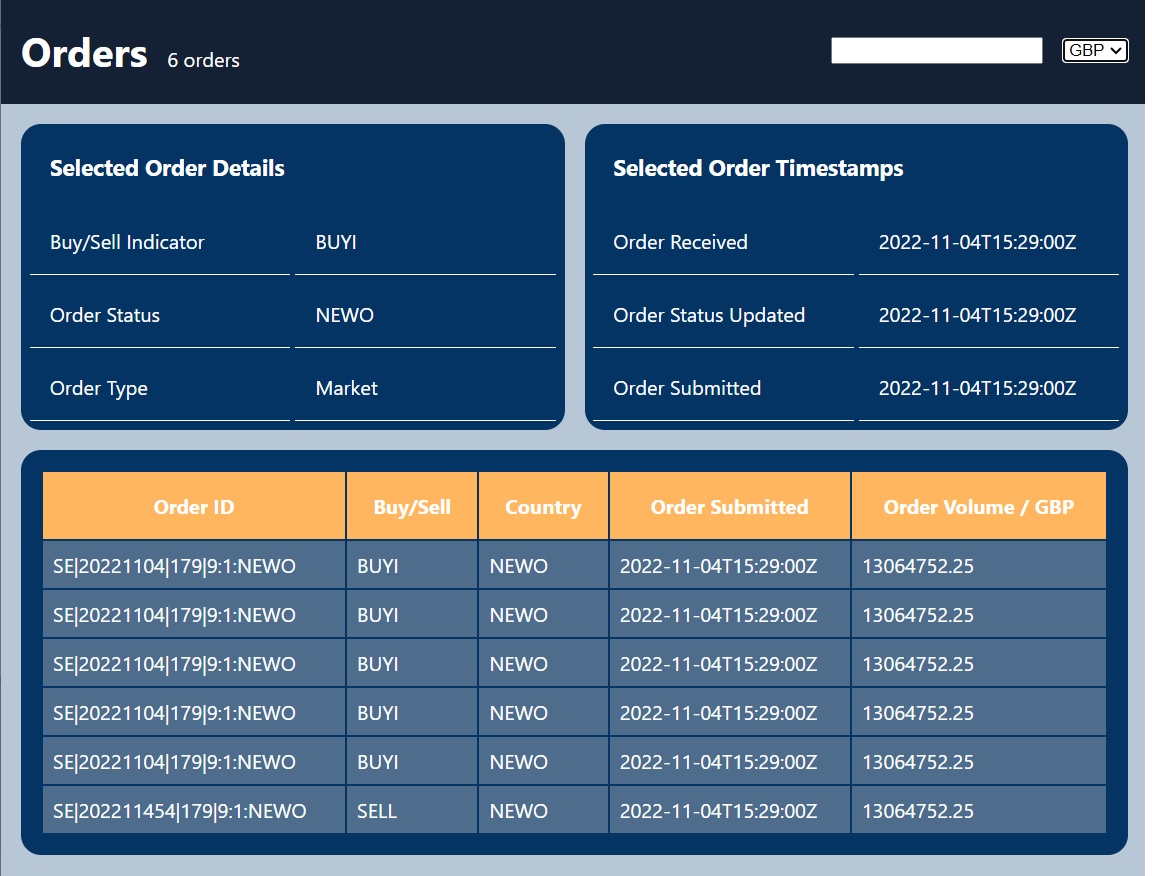 Orders 6 orders GBP
Selected Order Details
Buy/Sell Indicator BUYI
Order Status NEWO
Order Type Market
Selected Order Timestamps
Order Received 2022-11-04T15:29:00Z
Order Status Updated 2022-11-04T15:29:00Z
Order Submitted 2022-11-04T15:29:00Z
Order ID Buy/Sell Country Order Submitted Order Volume / GBP
SE|20221104|179|9:1:NEWO BUYI NEWO 2022-11-04T15:29:00Z 13064752.25
SE|20221104|179|9:1:NEWO BUYI NEWO 2022-11-04T15:29:00Z 13064752.25
SE|20221104|179|9:1:NEWO BUYI NEWO 2022-11-04T15:29:00Z 13064752.25
SE|20221104|179|9:1:NEWO BUYI NEWO 2022-11-04T15:29:00Z 13064752.25
SE|20221104|179|9:1:NEWO BUYI NEWO 2022-11-04T15:29:00Z 13064752.25
SE|202211454|179|9:1:NEWO SELL NEWO 2022-11-04T15:29:00Z 13064752.25